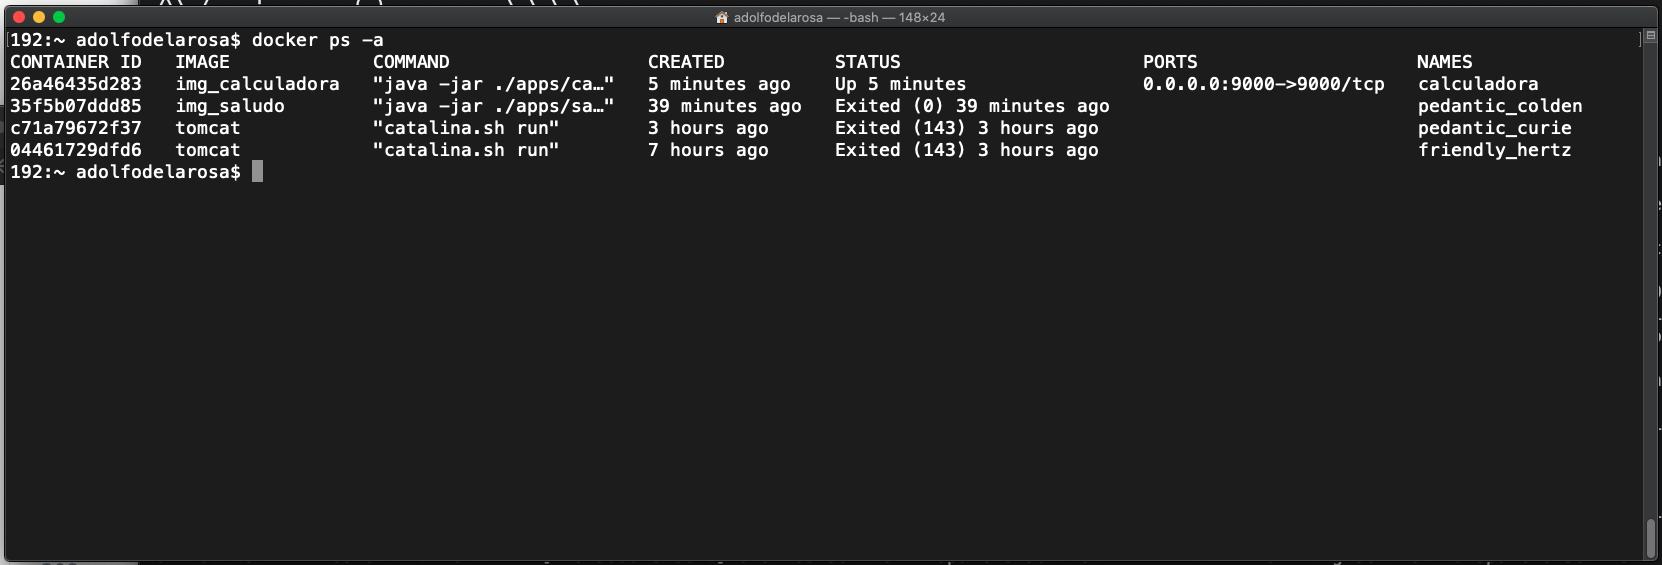 adolfodelarosa — -bash — 148×24
[192:~ adolfodelarosa$ docker ps -a ]
CONTAINER ID IMAGE COMMAND CREATED STATUS PORTS NAMES
26a46435d283 img_calculadora "java -jar ./apps/ca…" 5 minutes ago Up 5 minutes 0.0.0.0:9000->9000/tcp calculadora
35f5b07ddd85 img_saludo "java -jar ./apps/sa…" 39 minutes ago Exited (0) 39 minutes ago pedantic_colden
c71a79672f37 tomcat "catalina.sh run" 3 hours ago Exited (143) 3 hours ago pedantic_curie
04461729dfd6 tomcat "catalina.sh run" 7 hours ago Exited (143) 3 hours ago friendly_hertz
192:~ adolfodelarosa$